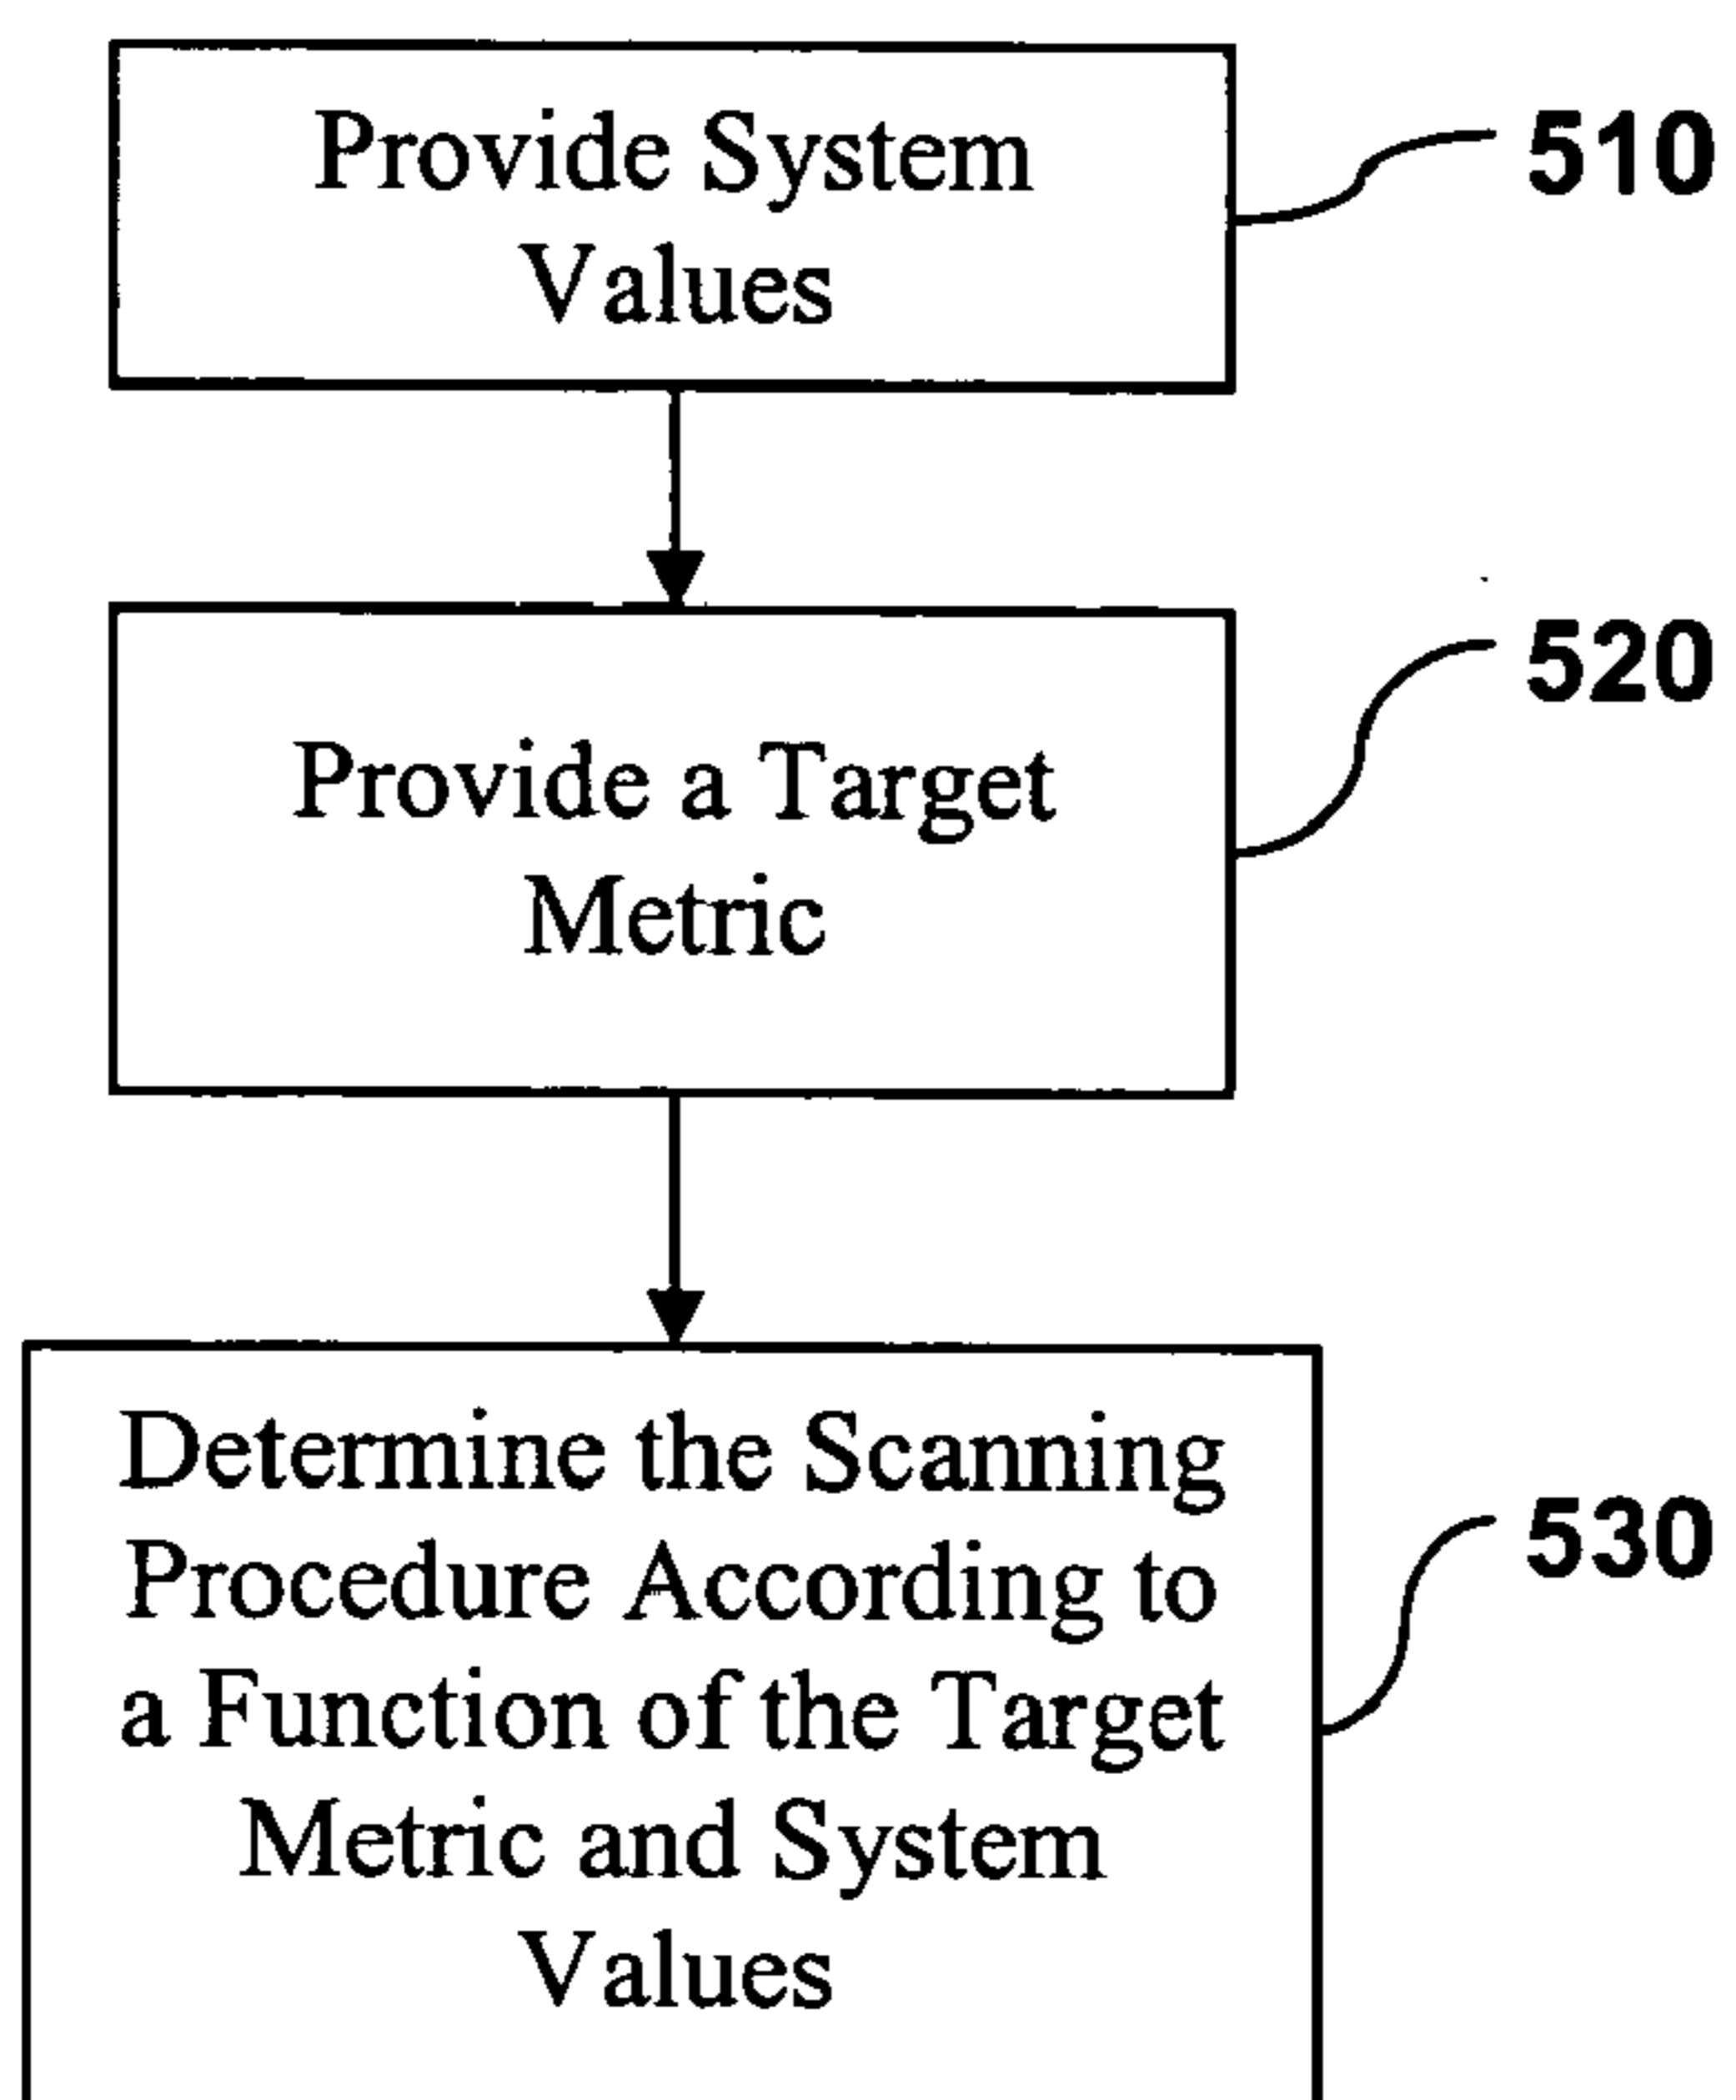 Provide System
Values
510
Provide a Target
Metric
520
Determine the Scanning
Procedure According to
a Function of the Target
Metric and System
Values
530